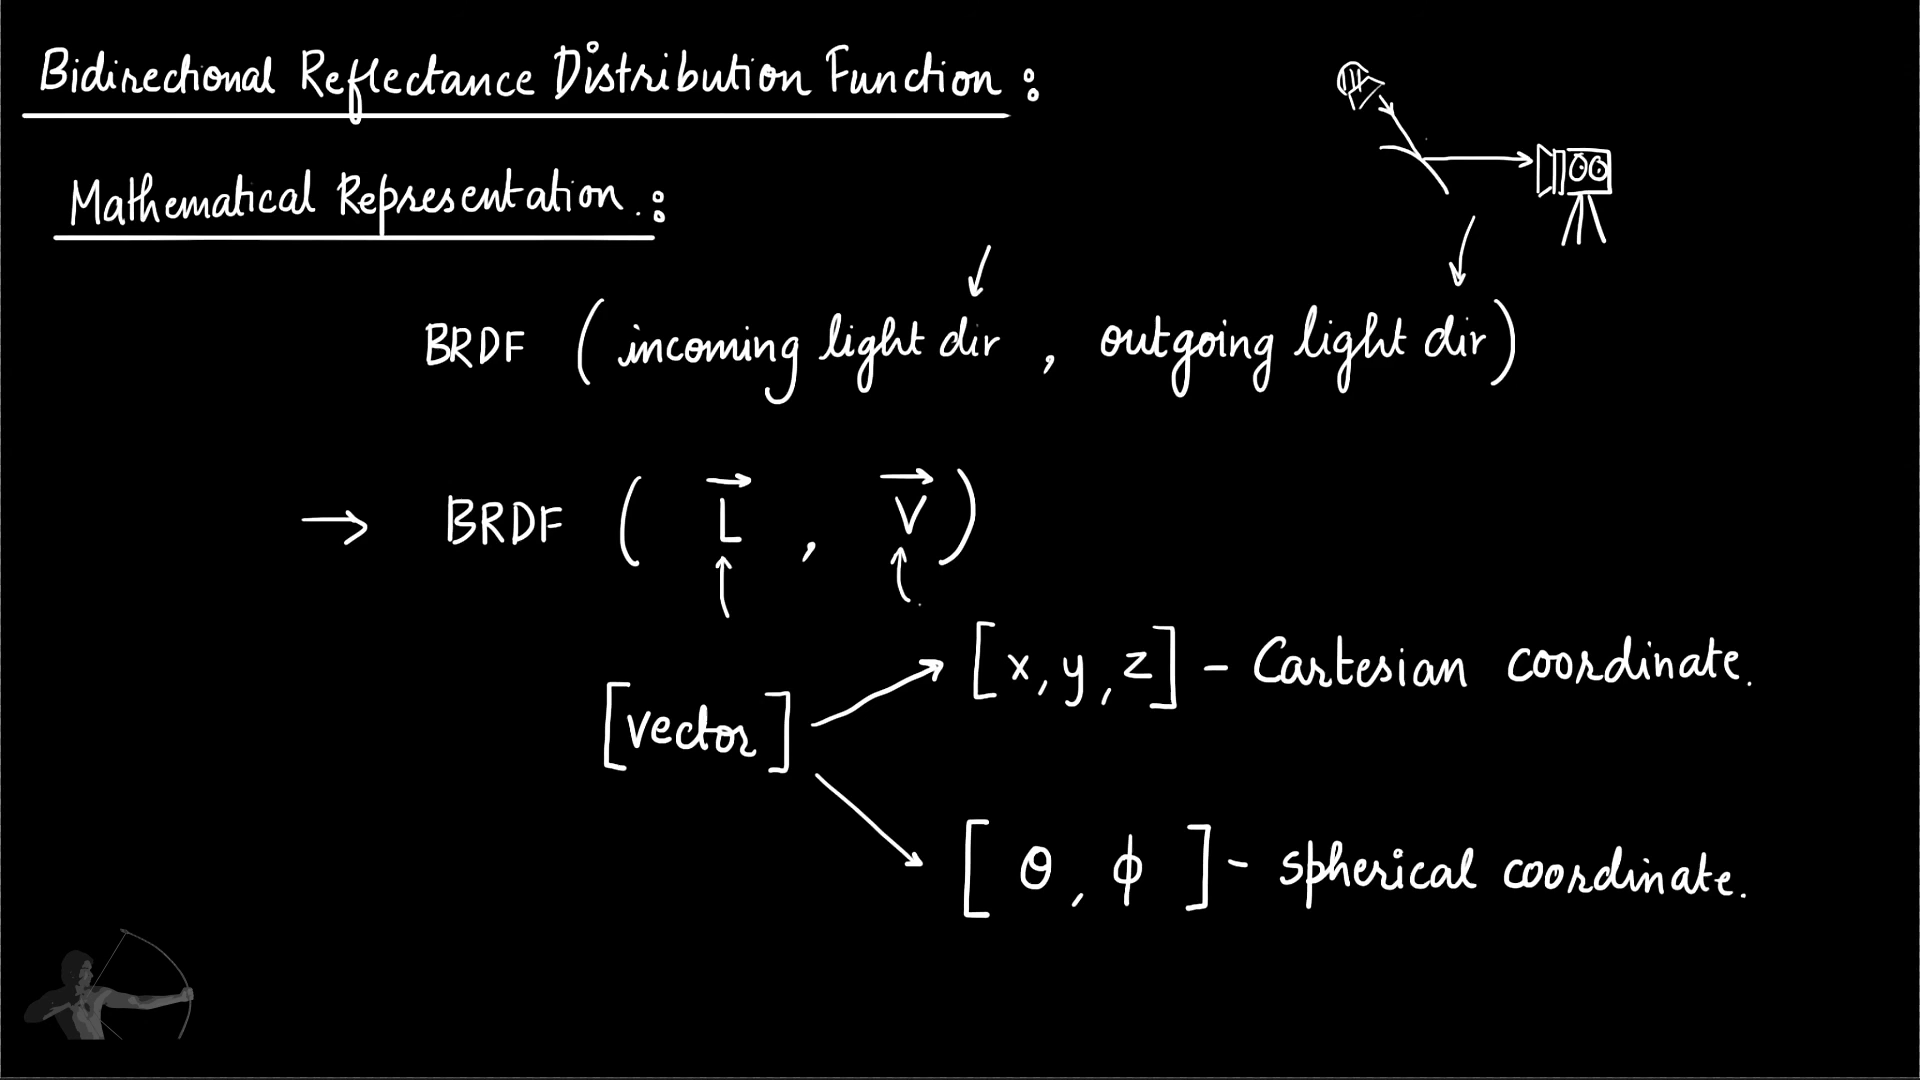 Bidirectional Reflectance Distribution Function :
Mathematical Representation. :
BRDF ( incoming light dir , outgoing light dir )
→ BRDF ( L⃗ , V⃗ )
[ x, y, z ] - Cartesian coordinate.
[ vector ]
[ θ, ϕ ] - spherical coordinate.